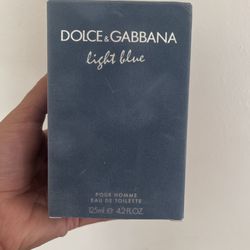 DOLCE & GABBANA
light blue
POUR HOMME
EAU DE TOILETTE
125ml ℮ 4.2 FL.OZ.